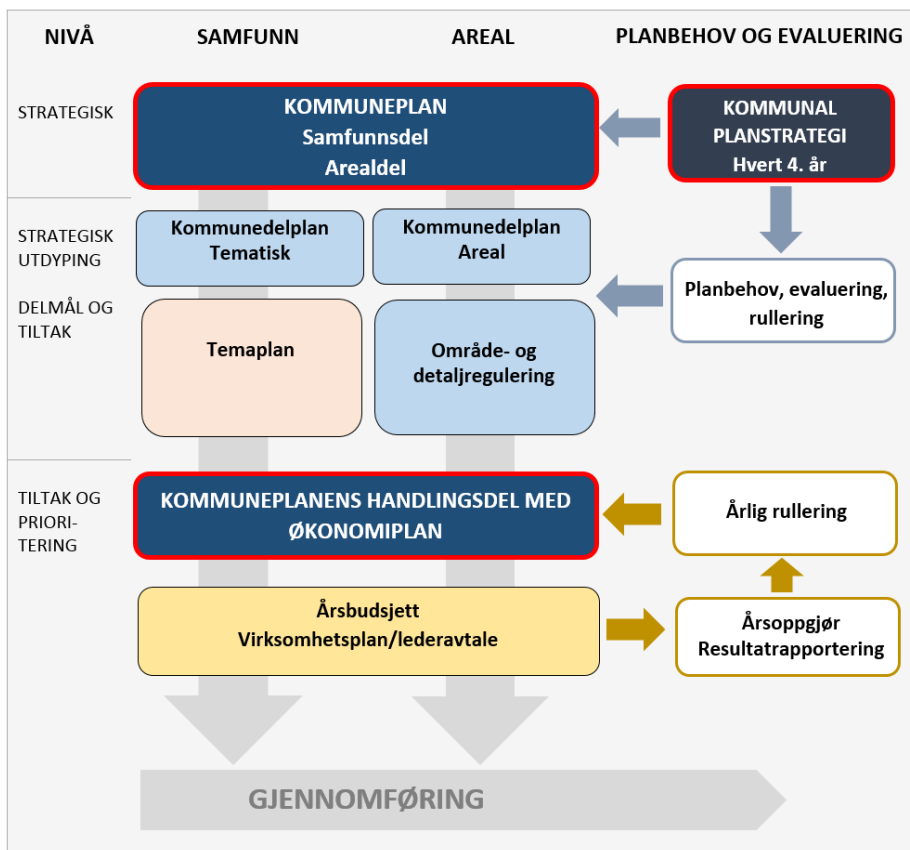 NIVÅ
SAMFUNN
AREAL
PLANBEHOV OG EVALUERING
STRATEGISK
KOMMUNEPLAN
Samfunnsdel
Arealdel
KOMMUNAL
PLANSTRATEGI
Hvert 4. år
STRATEGISK
UTDYPING
Kommunedelplan
Tematisk
Kommunedelplan
Areal
Planbehov, evaluering,
rullering
DELMÅL OG
TILTAK
Temaplan
Område- og
detaljregulering
TILTAK OG
PRIORI-
TERING
KOMMUNEPLANENS HANDLINGSDEL MED
ØKONOMIPLAN
Årlig rullering
Årsbudsjett
Virksomhetsplan/lederavtale
Årsoppgjør
Resultatrapportering
GJENNOMFØRING